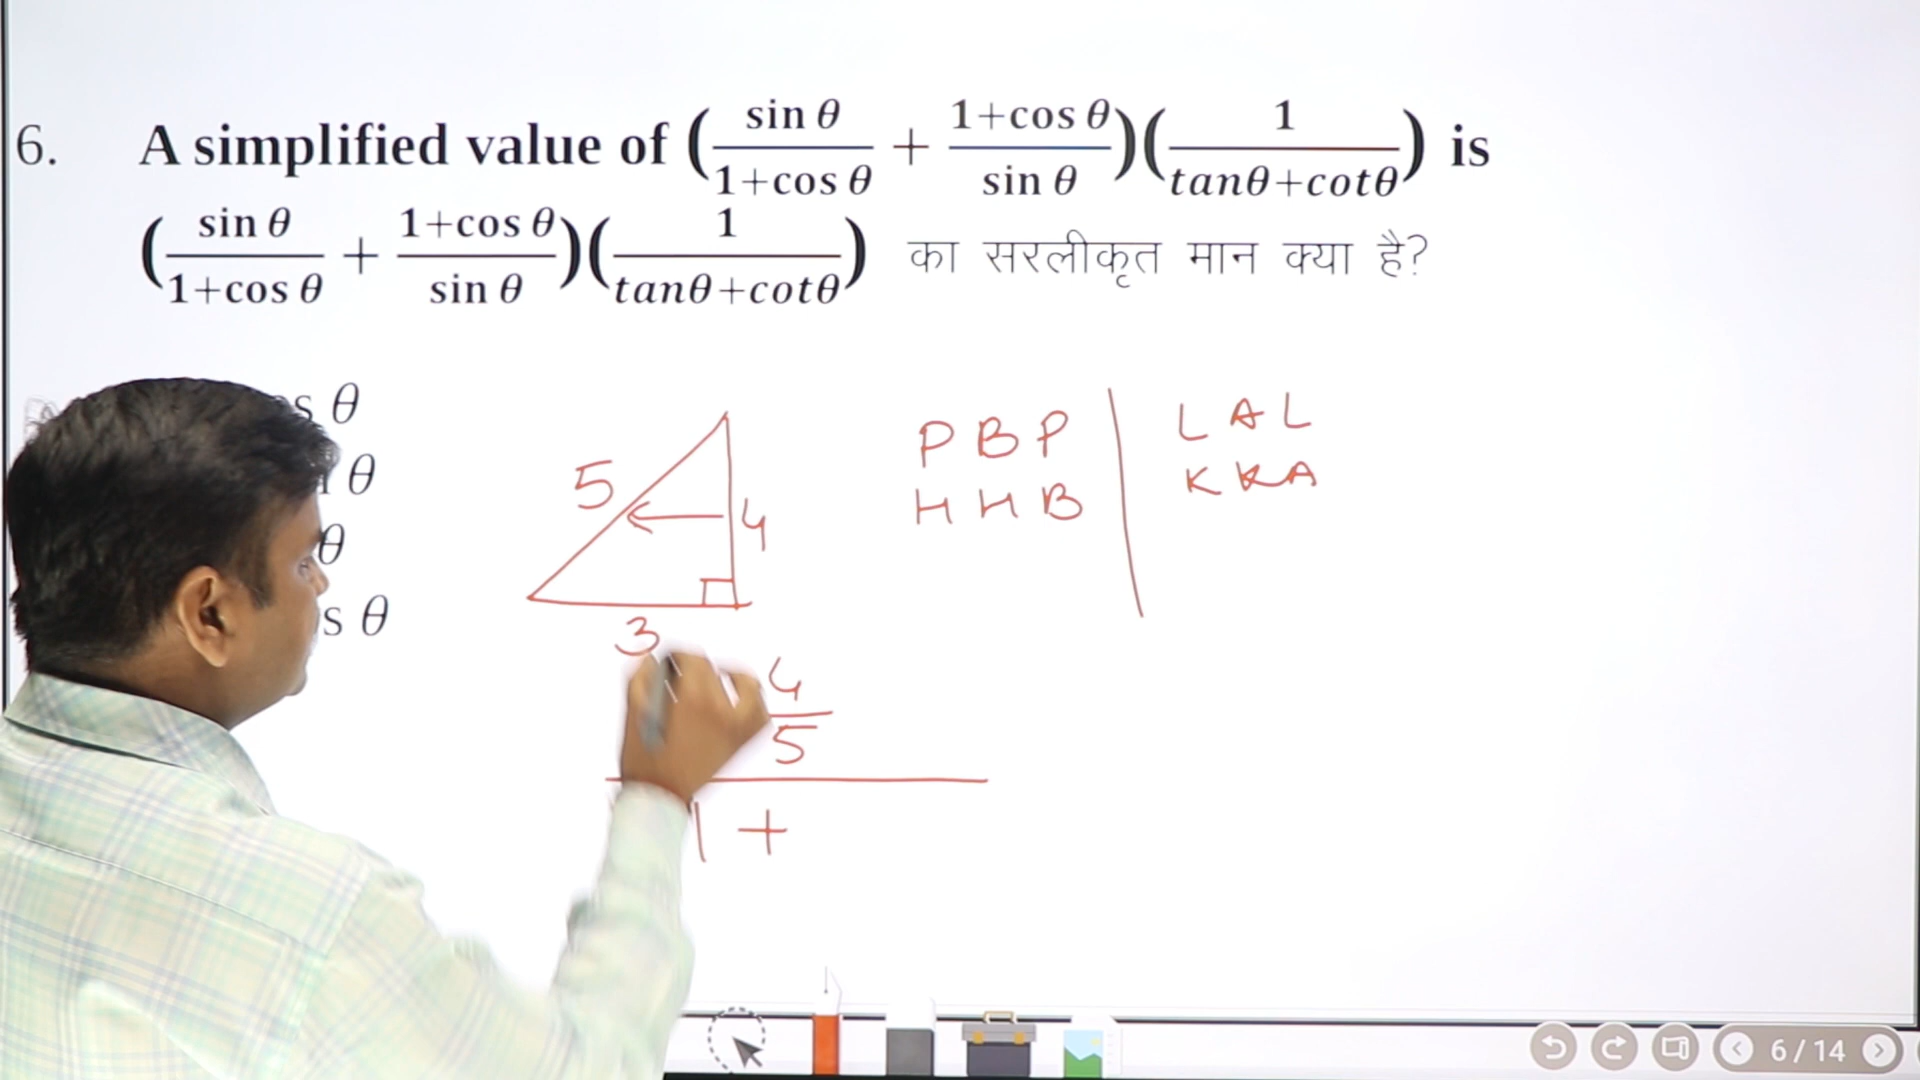 6. A simplified value of (sin θ/1+cos θ + 1+cos θ/sin θ)(1/tanθ+cotθ) is
(sin θ/1+cos θ + 1+cos θ/sin θ)(1/tanθ+cotθ) का सरलीकृत मान क्या है?
s θ
θ
θ
s θ
5
4
3
P B P
H H B
L A L
K K A
4
5
1 +
6 / 14